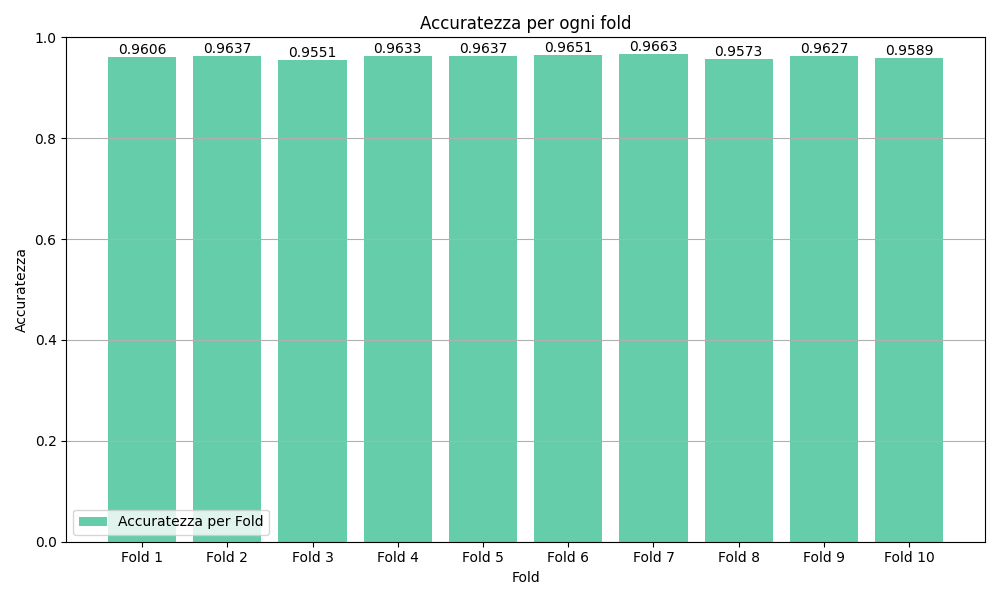 Accuratezza per ogni fold
1.0
0.8
0.6
0.4
0.2
0.0
Accuratezza
0.9606 0.9637 0.9551 0.9633 0.9637 0.9651 0.9663 0.9573 0.9627 0.9589
Accuratezza per Fold
Fold 1 Fold 2 Fold 3 Fold 4 Fold 5 Fold 6 Fold 7 Fold 8 Fold 9 Fold 10
Fold